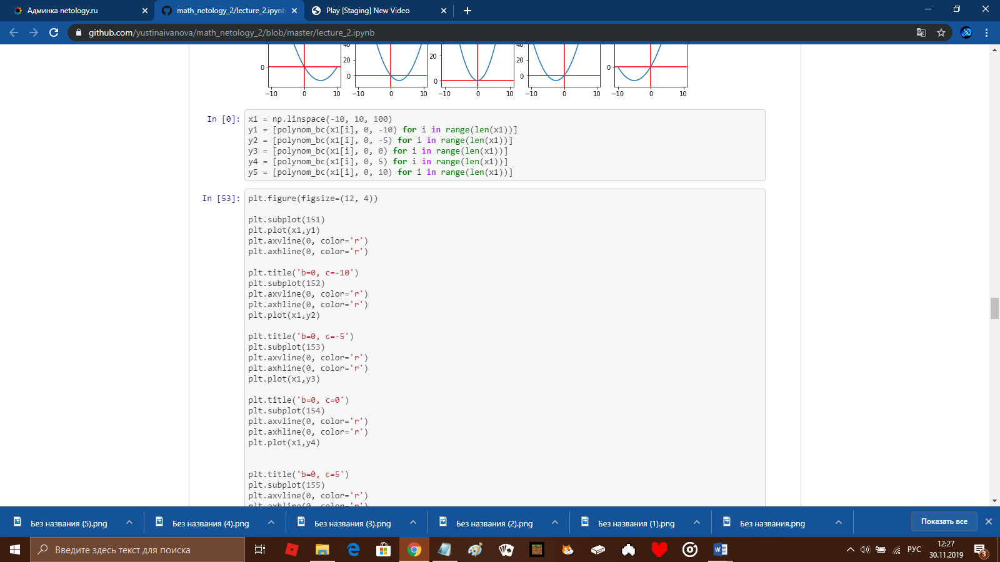 Админка netology.ru
math_netology_2/lecture_2.ipynb
Play [Staging] New Video
github.com/yustinaivanova/math_netology_2/blob/master/lecture_2.ipynb
40 40
20 20 20
0 0 0 0 0
−10 0 10 −10 0 10 −10 0 10 −10 0 10 −10 0 10
In [0]: x1 = np.linspace(-10, 10, 100)
y1 = [polynom_bc(x1[i], 0, -10) for i in range(len(x1))]
y2 = [polynom_bc(x1[i], 0, -5) for i in range(len(x1))]
y3 = [polynom_bc(x1[i], 0, 0) for i in range(len(x1))]
y4 = [polynom_bc(x1[i], 0, 5) for i in range(len(x1))]
y5 = [polynom_bc(x1[i], 0, 10) for i in range(len(x1))]
In [53]: plt.figure(figsize=(12, 4))
plt.subplot(151)
plt.plot(x1,y1)
plt.axvline(0, color='r')
plt.axhline(0, color='r')
plt.title('b=0, c=-10')
plt.subplot(152)
plt.axvline(0, color='r')
plt.axhline(0, color='r')
plt.plot(x1,y2)
plt.title('b=0, c=-5')
plt.subplot(153)
plt.axvline(0, color='r')
plt.axhline(0, color='r')
plt.plot(x1,y3)
plt.title('b=0, c=0')
plt.subplot(154)
plt.axvline(0, color='r')
plt.axhline(0, color='r')
plt.plot(x1,y4)
plt.title('b=0, c=5')
plt.subplot(155)
plt.axvline(0, color='r')
plt.axhline(0, color='r')
Без названия (5).png
Без названия (4).png
Без названия (3).png
Без названия (2).png
Без названия (1).png
Без названия.png
Показать все
Введите здесь текст для поиска
РУС
12:27
30.11.2019
3